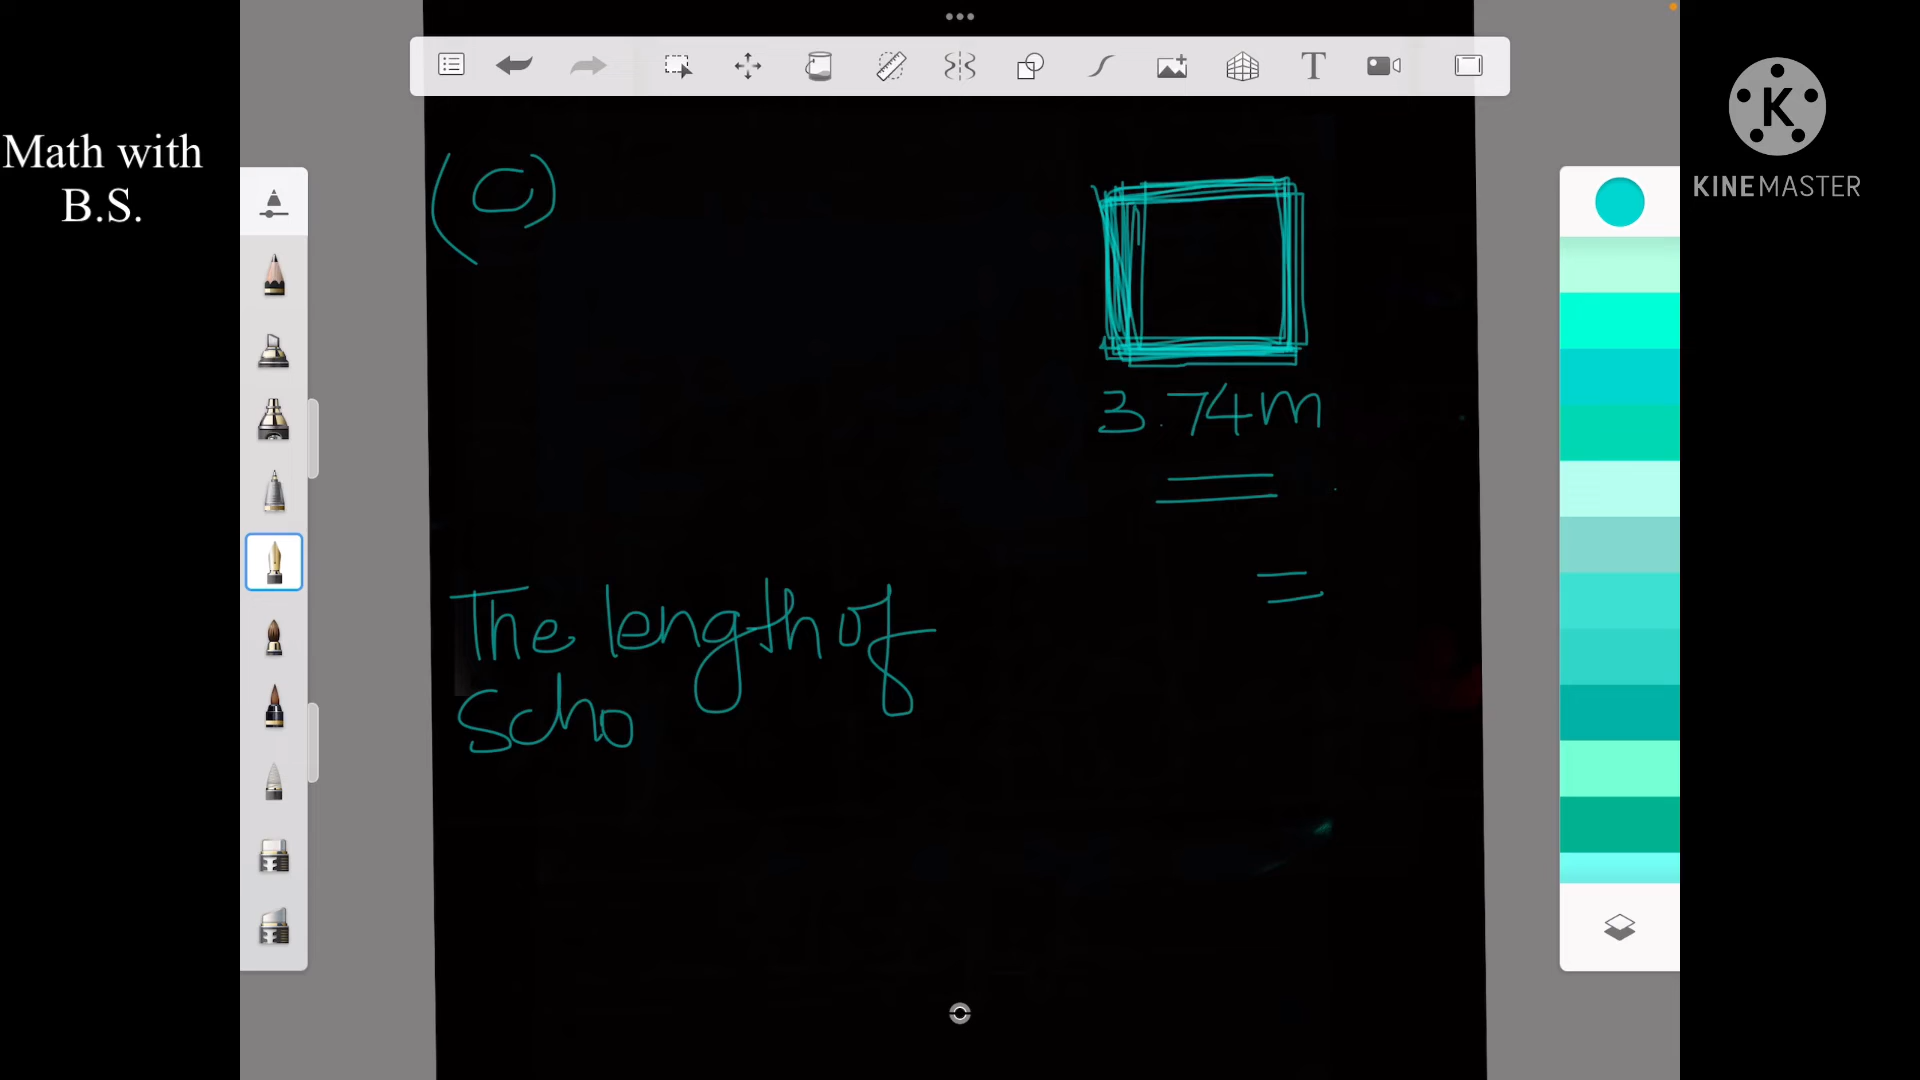 Math with
B.S.
T
K
KINEMASTER
(O)
3.74m
=
=
The length of
Scho